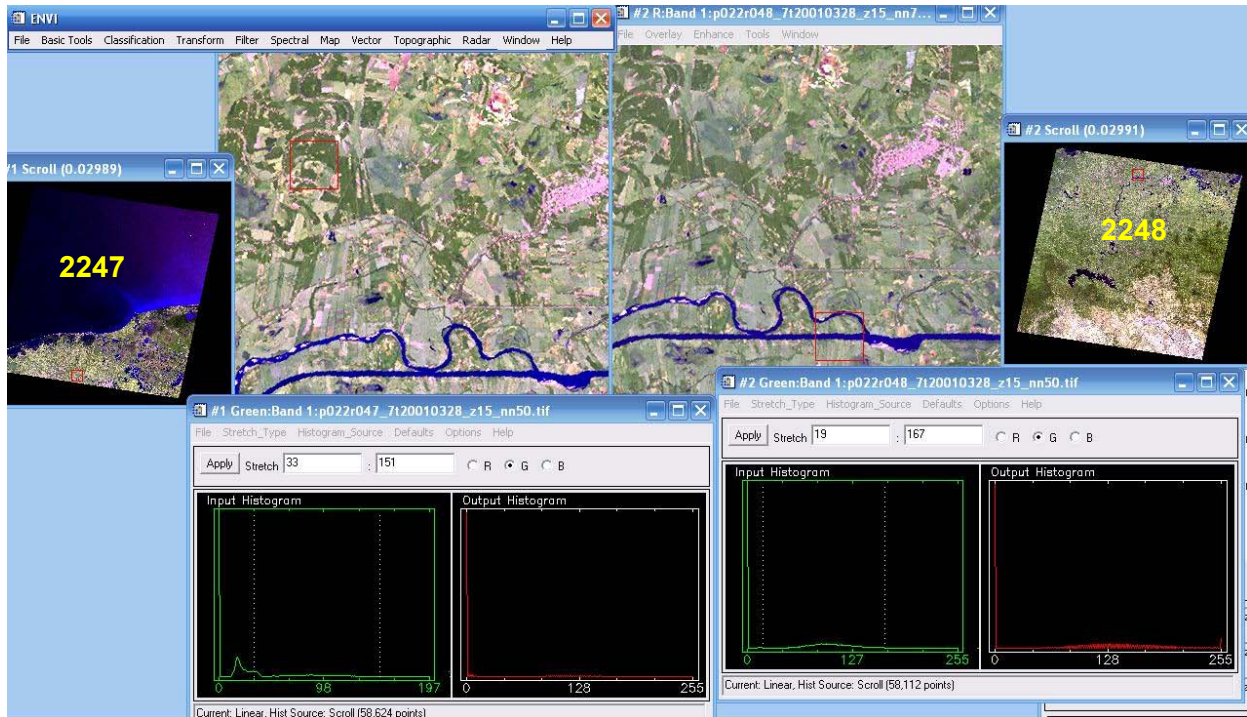 ENVI
File Basic Tools Classification Transform Filter Spectral Map Vector Topographic Radar Window Help
#2 R:Band 1:p022r048_7t20010328_z15_nn7...
File Overlay Enhance Tools Window
#1 Scroll (0.02989)
2247
#2 Scroll (0.02991)
2248
#1 Green:Band 1:p022r047_7t20010328_z15_nn50.tif
File Stretch_Type Histogram_Source Defaults Options Help
Apply Stretch 33 : 151 R G B
Input Histogram Output Histogram
0 98 197 0 128 255
Current: Linear, Hist Source: Scroll (58,624 points)
#2 Green:Band 1:p022r048_7t20010328_z15_nn50.tif
File Stretch_Type Histogram_Source Defaults Options Help
Apply Stretch 19 : 167 R G B
Input Histogram Output Histogram
0 127 255 0 128 255
Current: Linear, Hist Source: Scroll (58,112 points)